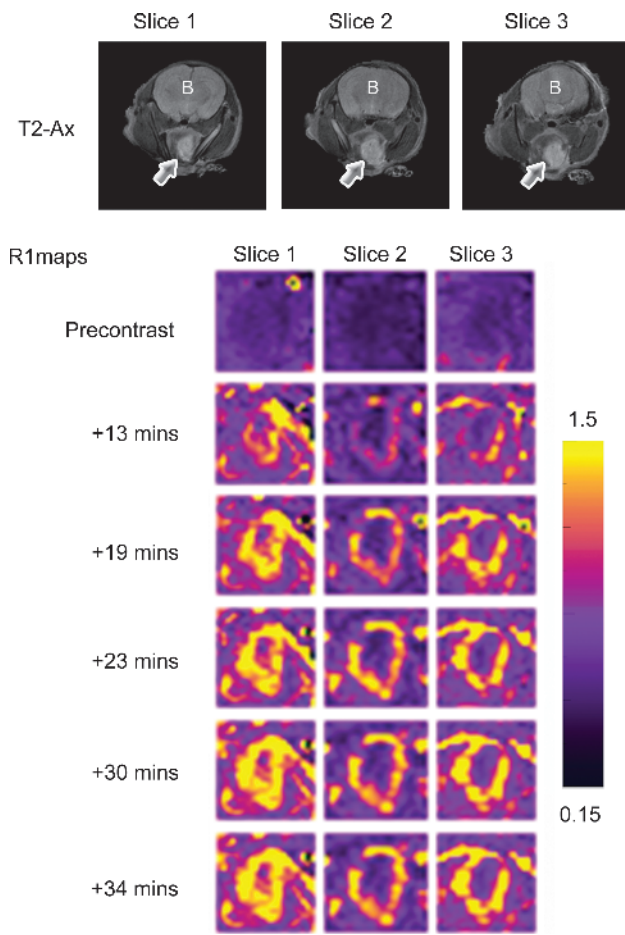 Slice 1 Slice 2 Slice 3
T2-Ax
B B B
R1maps
Slice 1 Slice 2 Slice 3
Precontrast
+13 mins
1.5
+19 mins
+23 mins
+30 mins
0.15
+34 mins